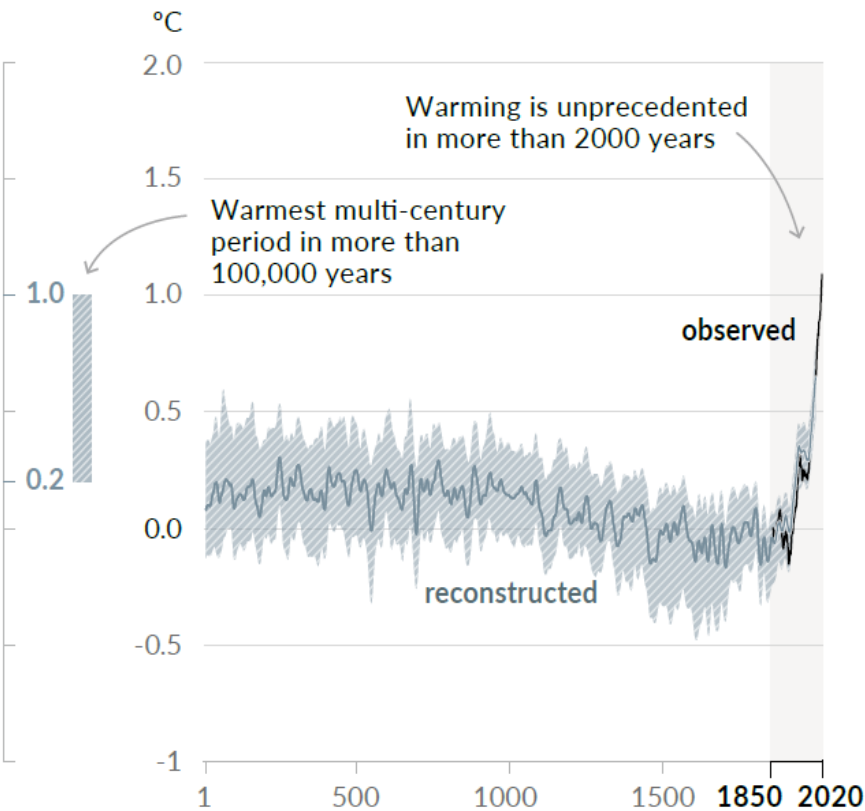 °C
2.0
Warming is unprecedented
in more than 2000 years
1.5
Warmest multi-century
period in more than
100,000 years
1.0
1.0
observed
0.5
0.2
0.0
reconstructed
-0.5
-1
1 500 1000 1500 1850 2020